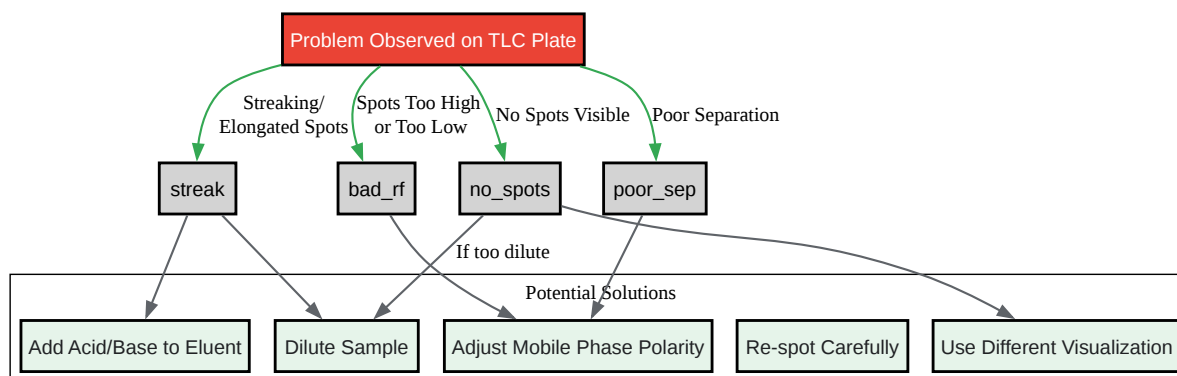 Problem Observed on TLC Plate
Streaking/
Elongated Spots
Spots Too High
or Too Low
No Spots Visible
Poor Separation
streak
bad_rf
no_spots
poor_sep
If too dilute
Potential Solutions
Add Acid/Base to Eluent
Dilute Sample
Adjust Mobile Phase Polarity
Re-spot Carefully
Use Different Visualization